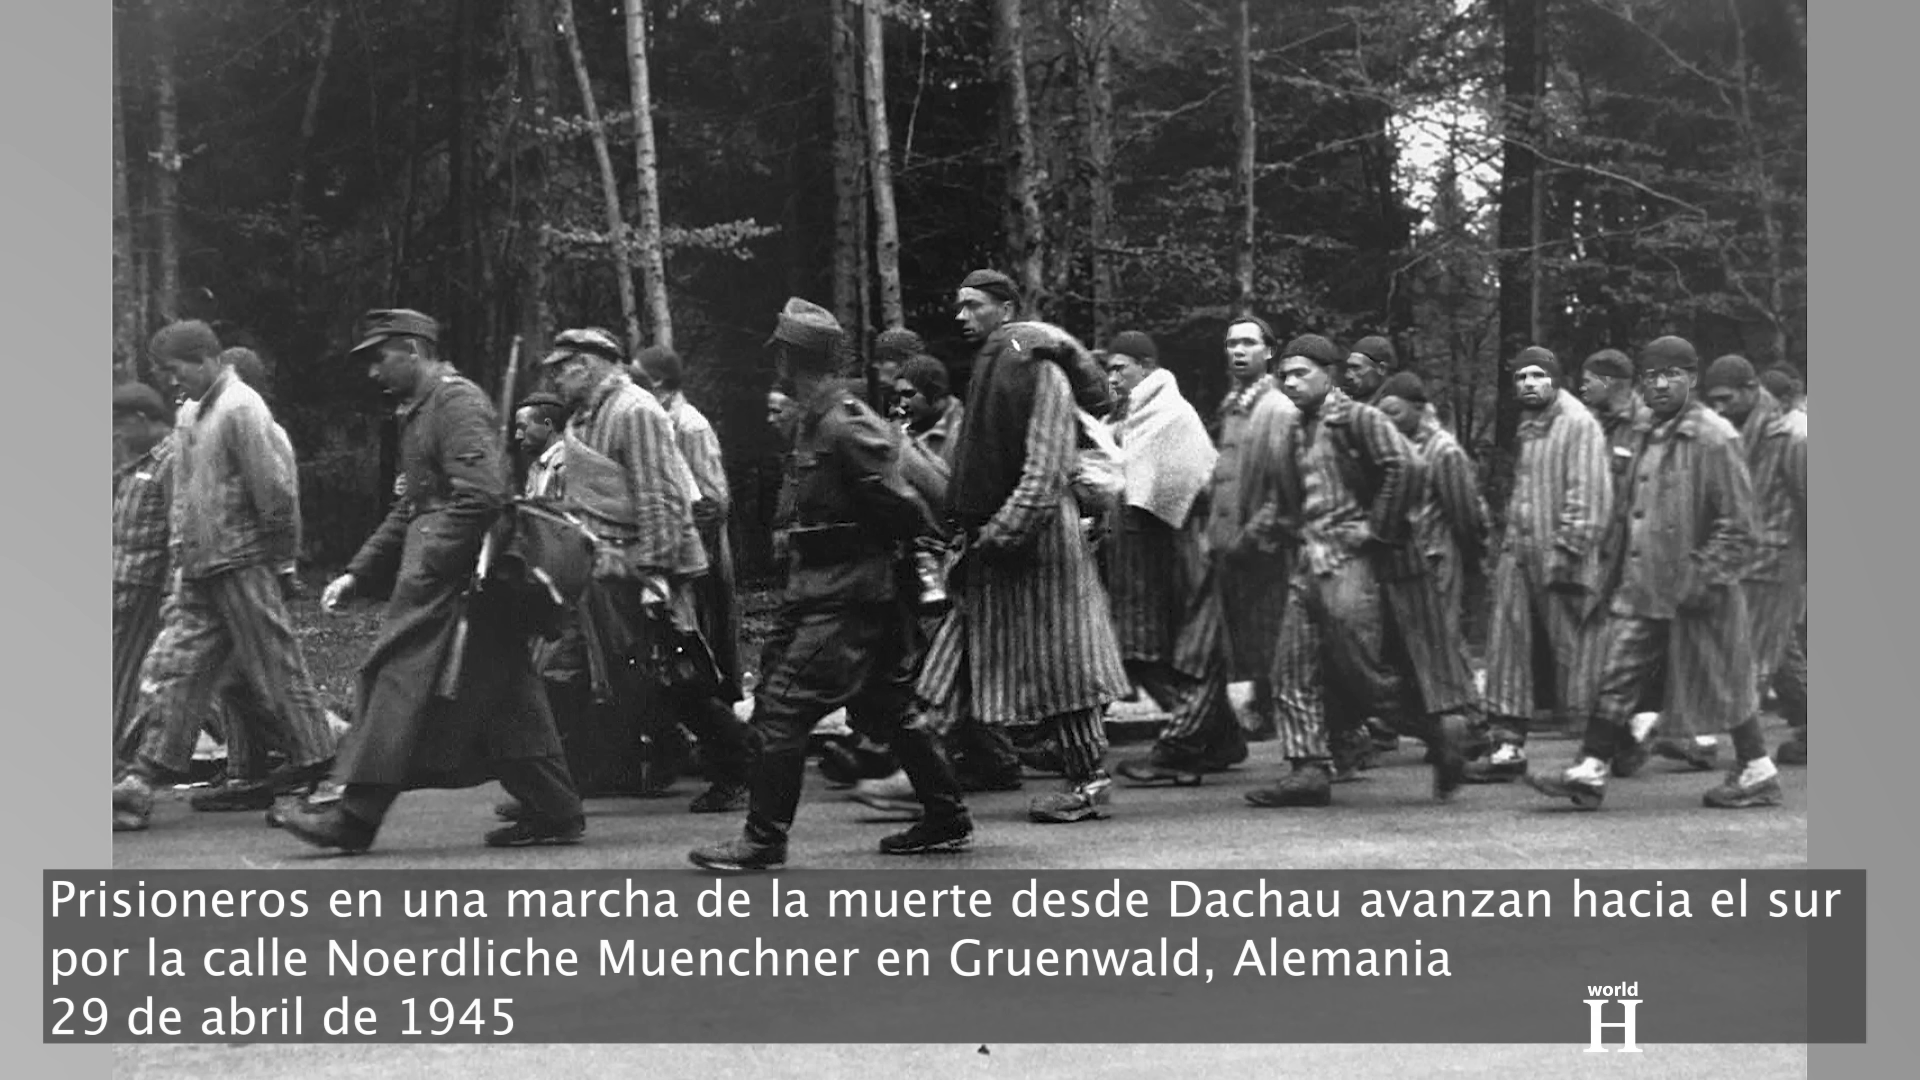 Prisioneros en una marcha de la muerte desde Dachau avanzan hacia el sur
por la calle Noerdliche Muenchner en Gruenwald, Alemania
29 de abril de 1945
world
H